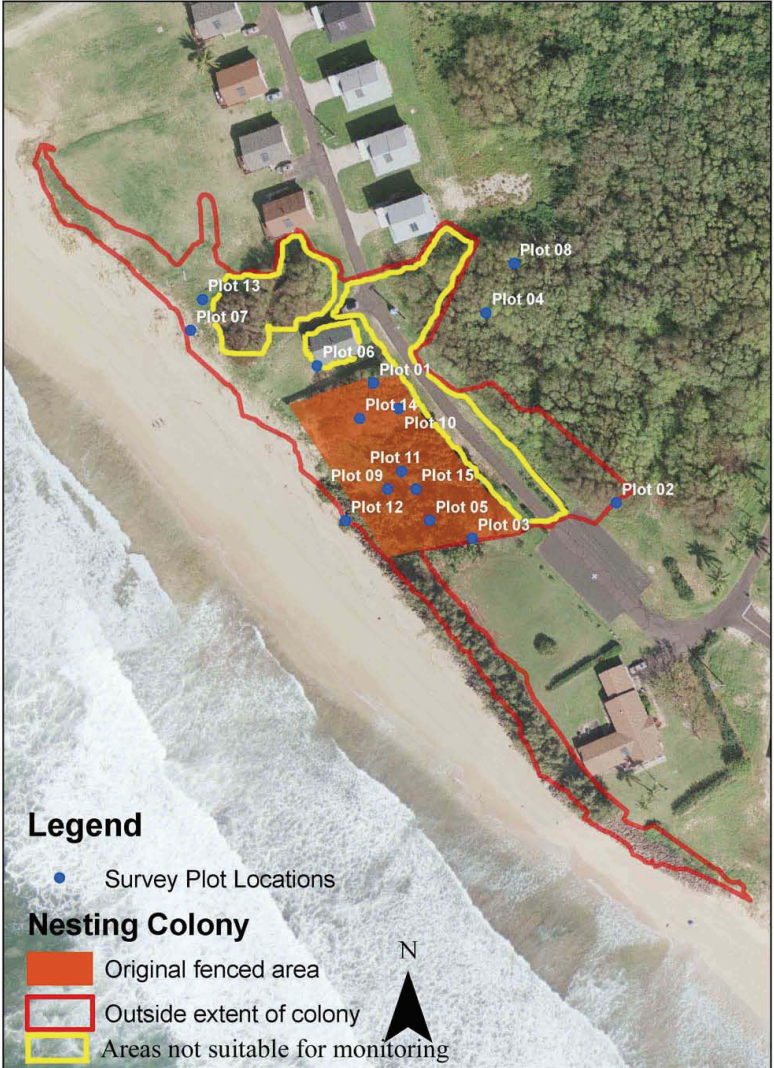 Plot 08
Plot 13
Plot 04
Plot 07
Plot 06
Plot 01
Plot 14
Plot 10
Plot 11
Plot 09
Plot 15
Plot 02
Plot 12
Plot 05
Plot 03
Legend
Survey Plot Locations
Nesting Colony
N
Original fenced area
Outside extent of colony
Areas not suitable for monitoring